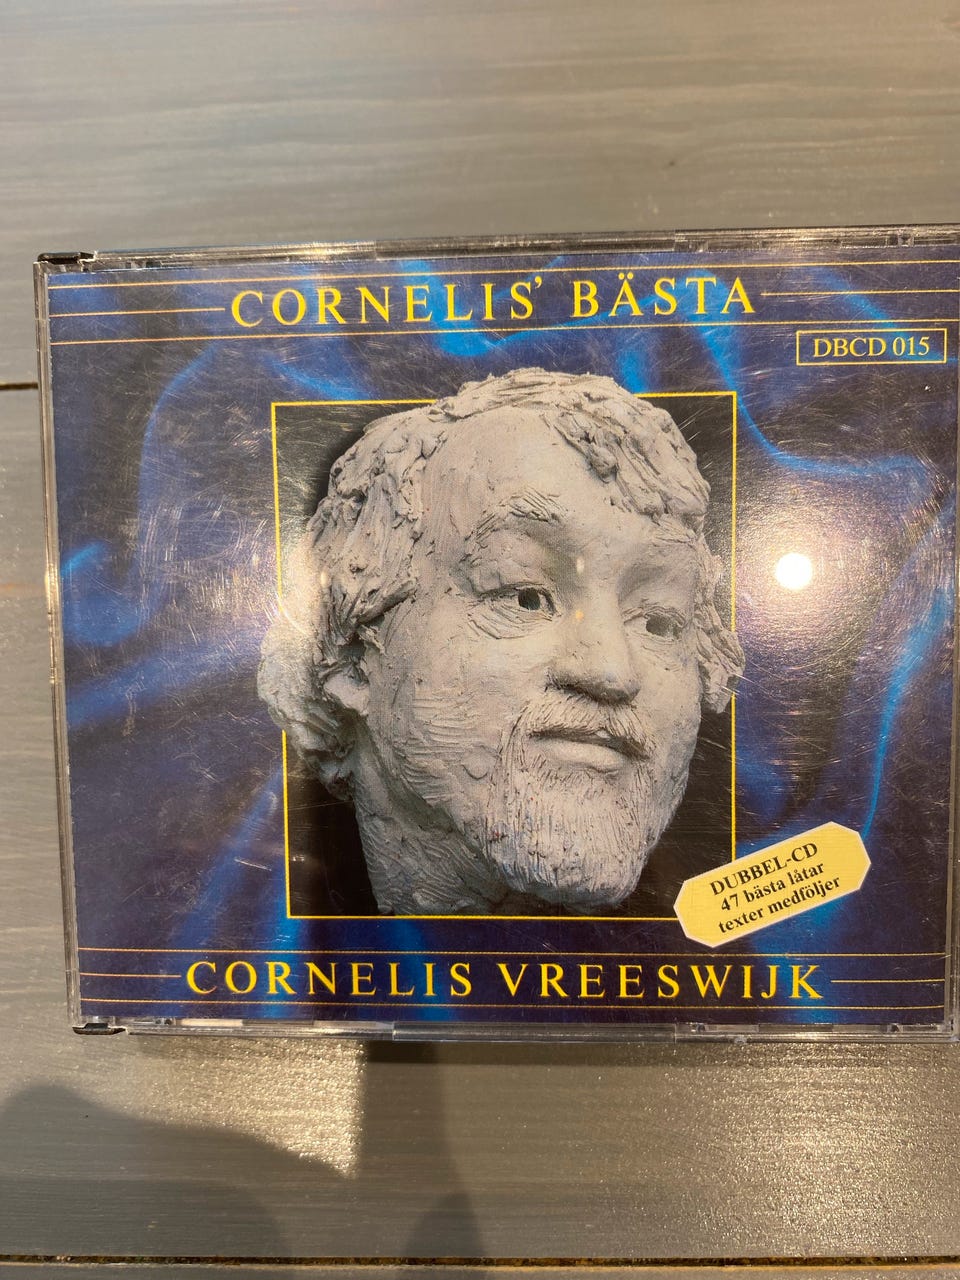 CORNELIS' BÄSTA
DBCD 015
DUBBEL-CD
47 bästa låtar
texter medföljer
CORNELIS VREESWIJK